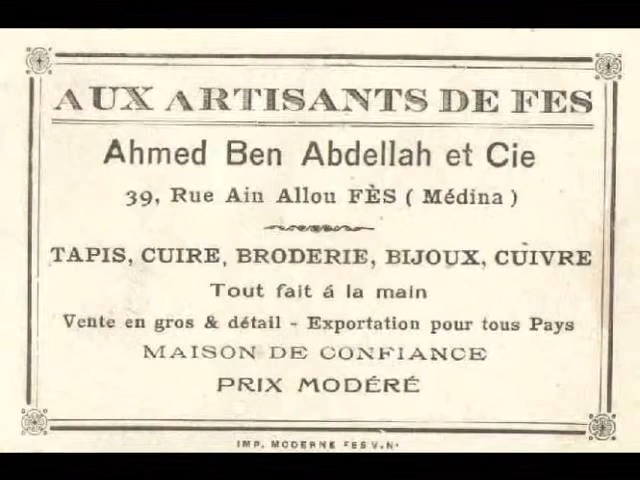 AUX ARTISANTS DE FES
Ahmed Ben Abdellah et Cie
39, Rue Ain Allou FÈS ( Médina )
TAPIS, CUIRE, BRODERIE, BIJOUX, CUIVRE
Tout fait á la main
Vente en gros & détail - Exportation pour tous Pays
MAISON DE CONFIANCE
PRIX MODÉRÉ
IMP. MODERNE FES V.N.